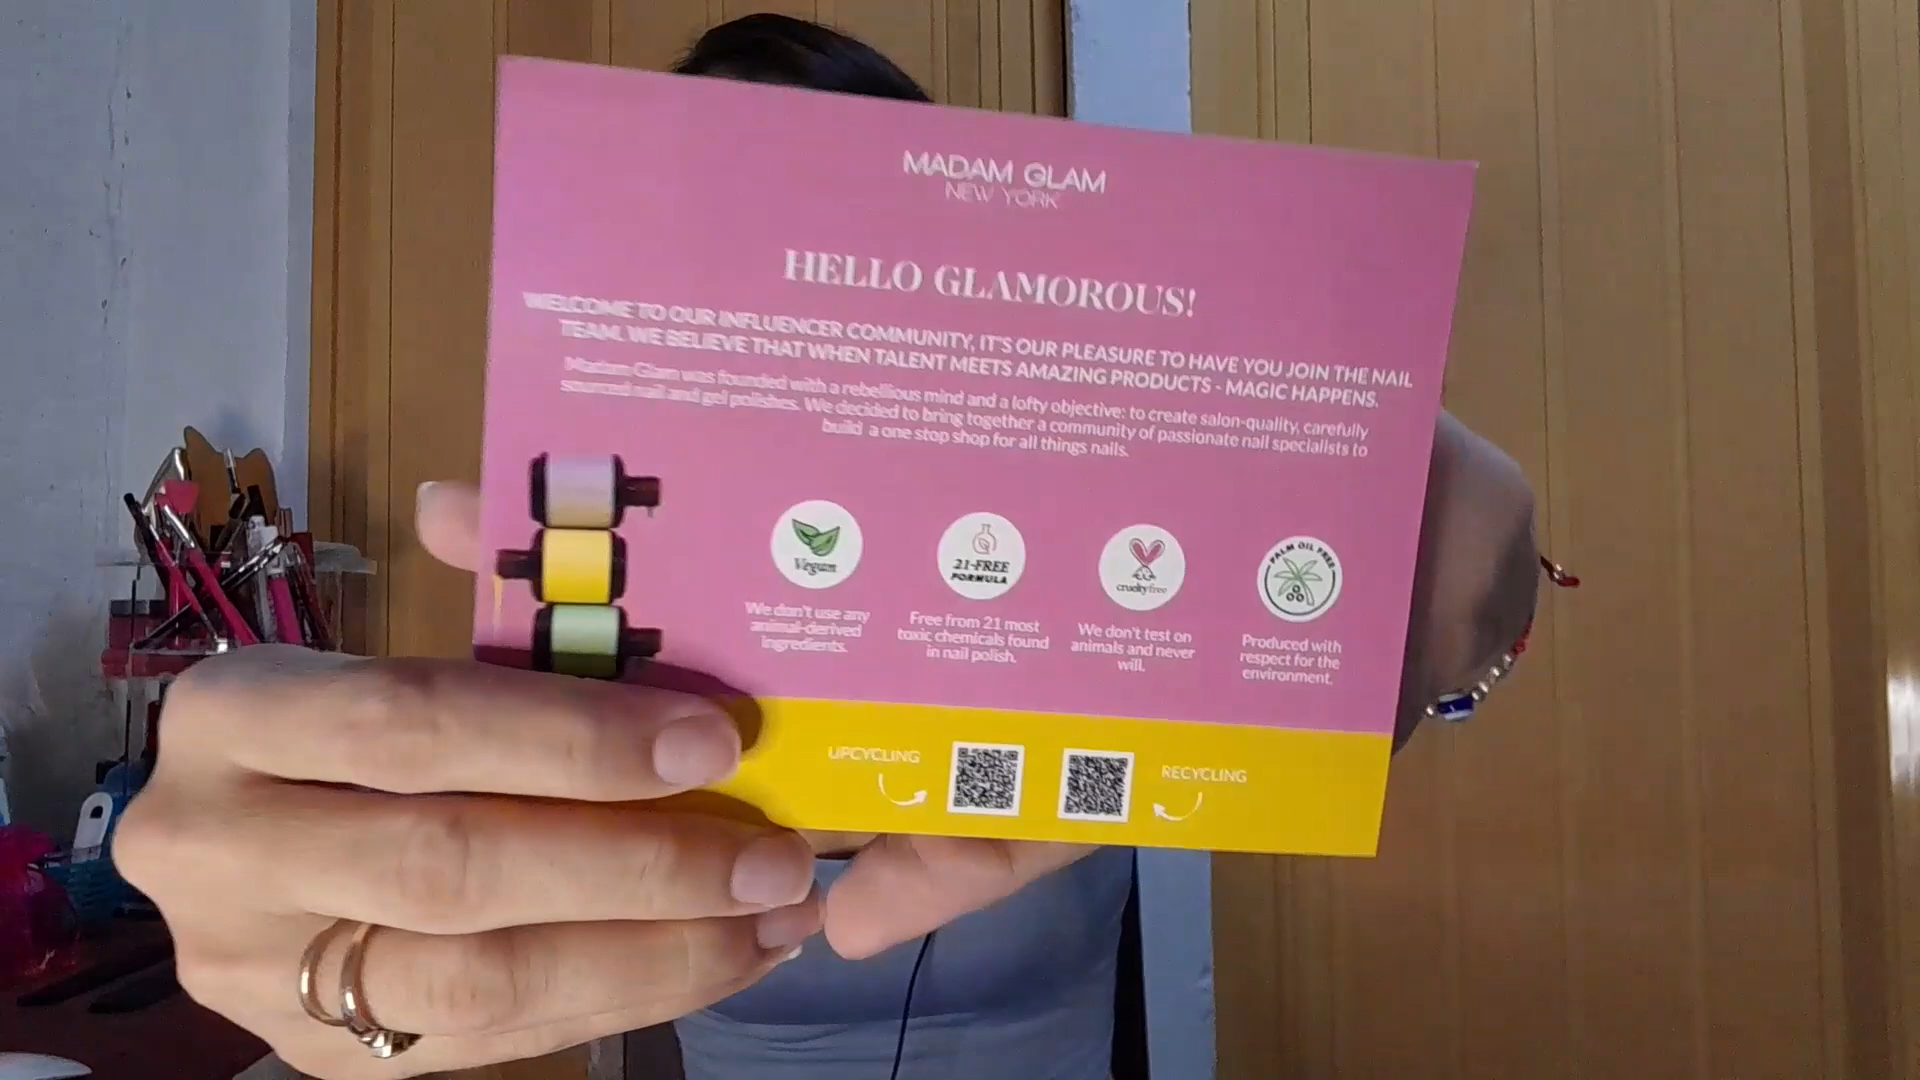 MADAM GLAM
NEW YORK
HELLO GLAMOROUS!
WELCOME TO OUR INFLUENCER COMMUNITY, IT'S OUR PLEASURE TO HAVE YOU JOIN THE NAIL
TEAM. WE BELIEVE THAT WHEN TALENT MEETS AMAZING PRODUCTS - MAGIC HAPPENS.
Madam Glam was founded with a rebellious mind and a lofty objective: to create salon-quality, carefully
sourced nail and gel polishes. We decided to bring together a community of passionate nail specialists to
build a one stop shop for all things nails.
Vegan
We don't use any
animal-derived
ingredients.
21-FREE
FORMULA
Free from 21 most
toxic chemicals found
in nail polish.
cruelty free
We don't test on
animals and never
will.
PALM OIL FREE
Produced with
respect for the
environment.
UPCYCLING
RECYCLING